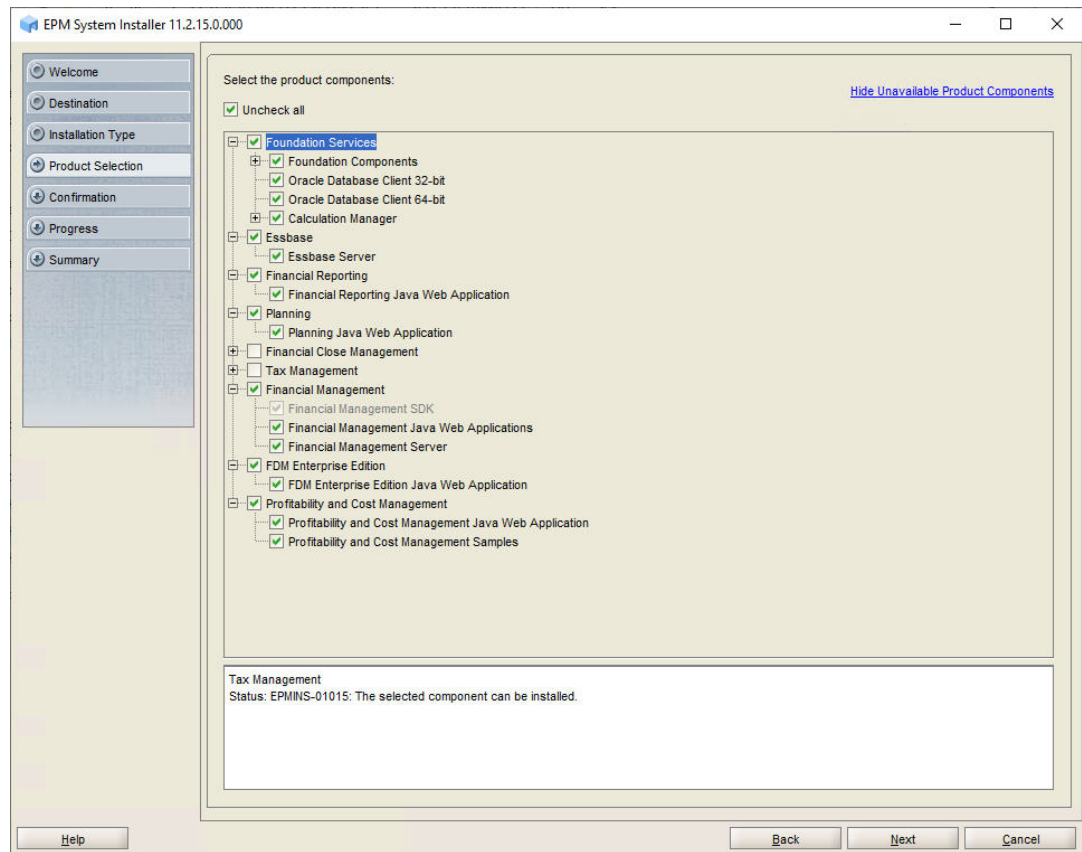 EPM System Installer 11.2.15.0.000
Welcome
Destination
Installation Type
Product Selection
Confirmation
Progress
Summary
Select the product components:
Hide Unavailable Product Components
Uncheck all
Foundation Services
Foundation Components
Oracle Database Client 32-bit
Oracle Database Client 64-bit
Calculation Manager
Essbase
Essbase Server
Financial Reporting
Financial Reporting Java Web Application
Planning
Planning Java Web Application
Financial Close Management
Tax Management
Financial Management
Financial Management SDK
Financial Management Java Web Applications
Financial Management Server
FDM Enterprise Edition
FDM Enterprise Edition Java Web Application
Profitability and Cost Management
Profitability and Cost Management Java Web Application
Profitability and Cost Management Samples
Tax Management
Status: EPMINS-01015: The selected component can be installed.
Help
Back
Next
Cancel